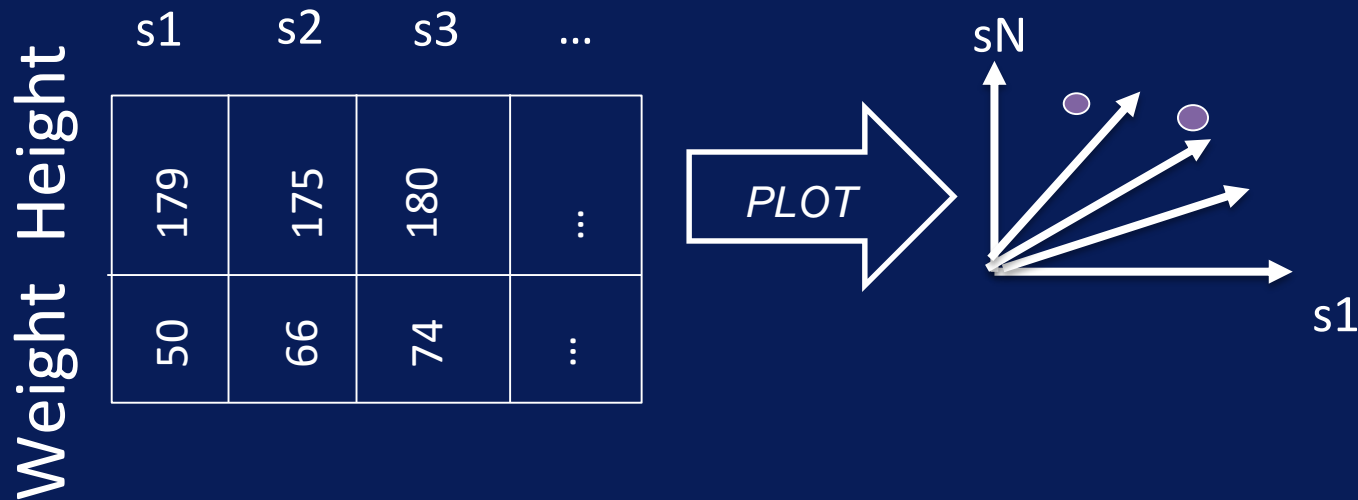 s1 s2 s3 ...
Height 179 175 180 ...
Weight 50 66 74 ...
PLOT
sN
s1